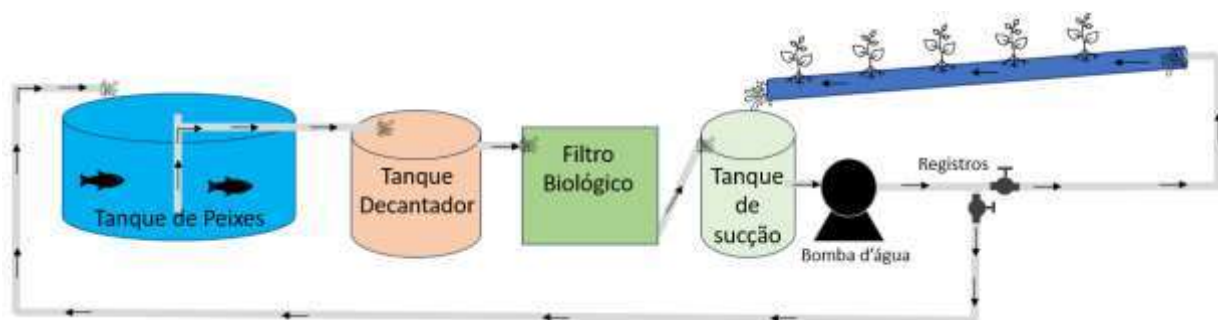 Tanque de Peixes
Tanque
Decantador
Filtro
Biológico
Tanque
de
sucção
Bomba d'água
Registros